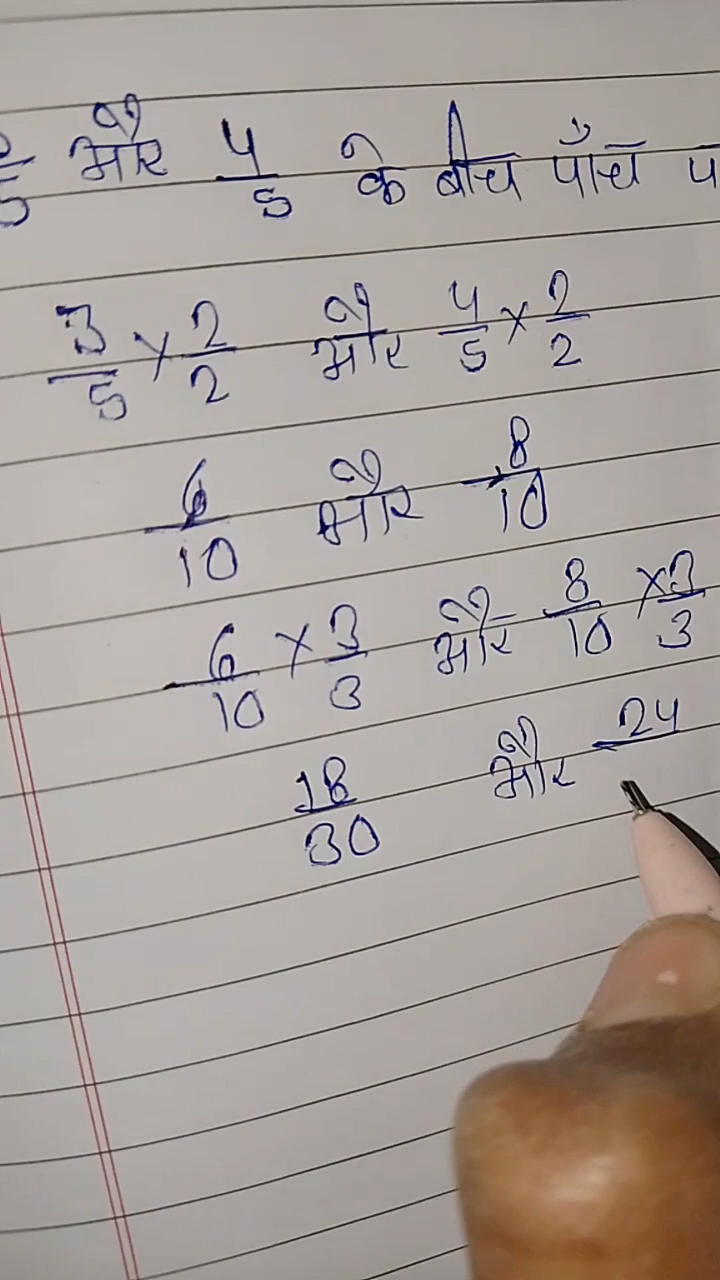 /5 और 4/5 के बीच पाँच
3/5 × 2/2 और 4/5 × 2/2
6/10 और 8/10
6/10 × 3/3 और 8/10 × 3/3
18/30 और 24/